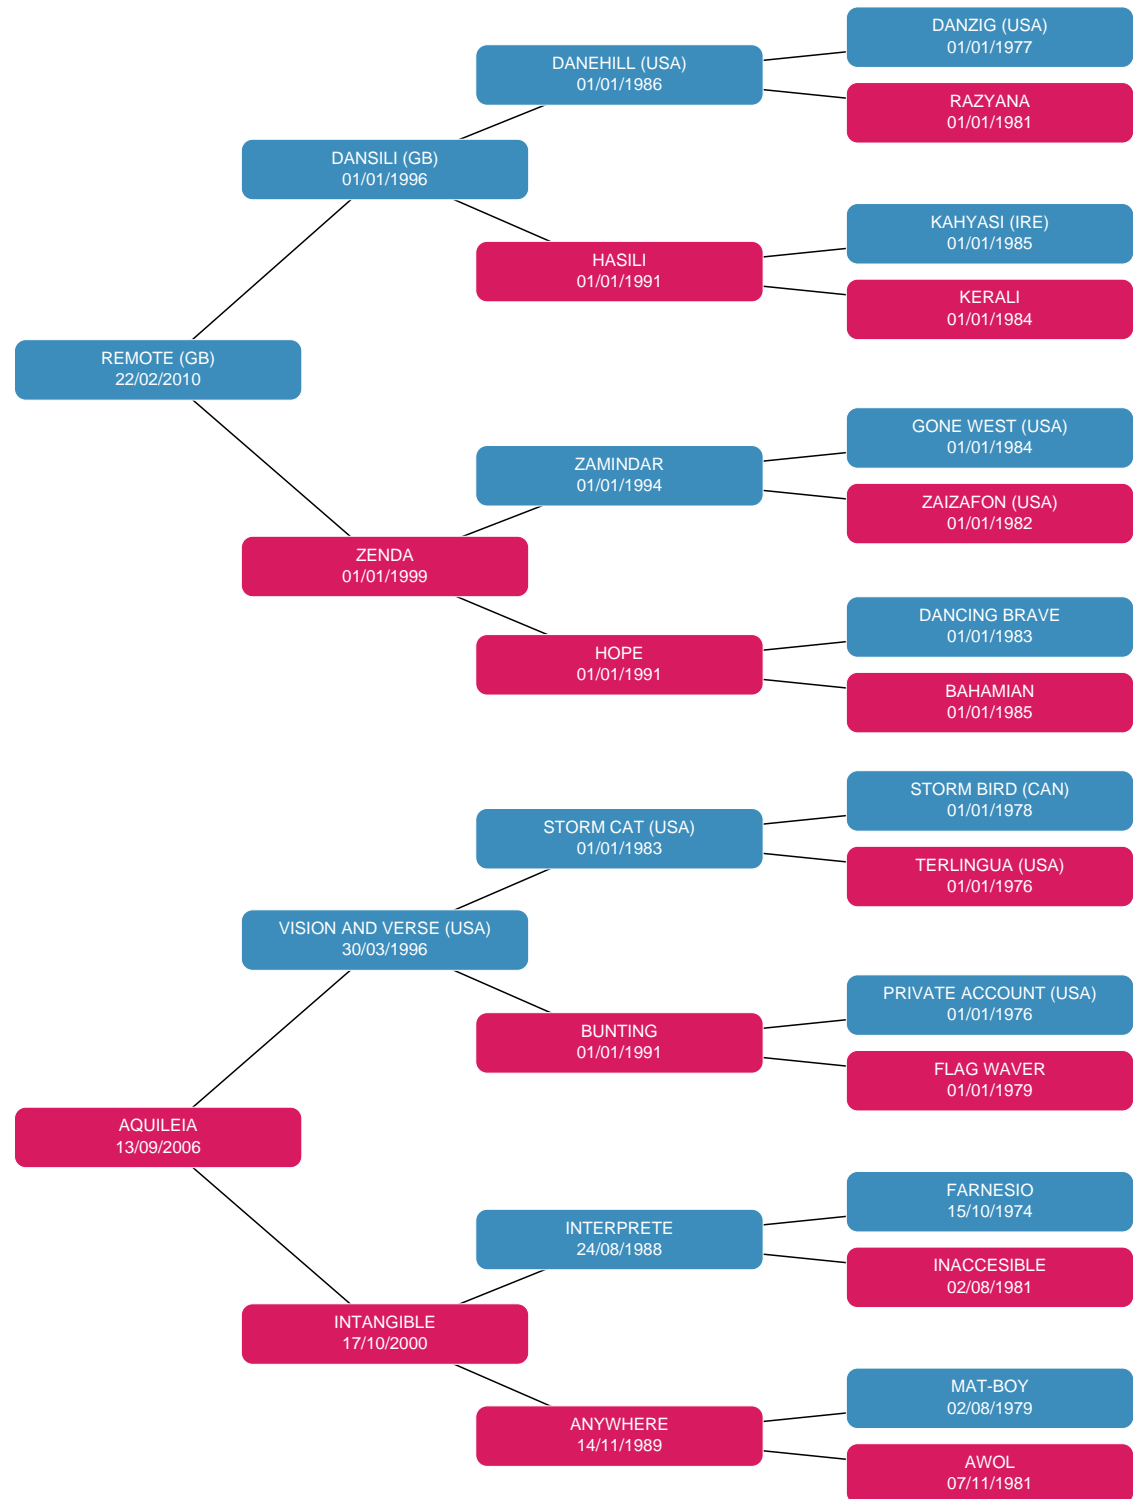 DANZIG (USA)
01/01/1977
DANEHILL (USA)
01/01/1986
RAZYANA
01/01/1981
DANSILI (GB)
01/01/1996
KAHYASI (IRE)
01/01/1985
HASILI
01/01/1991
KERALI
01/01/1984
REMOTE (GB)
22/02/2010
GONE WEST (USA)
01/01/1984
ZAMINDAR
01/01/1994
ZAIZAFON (USA)
01/01/1982
ZENDA
01/01/1999
DANCING BRAVE
01/01/1983
HOPE
01/01/1991
BAHAMIAN
01/01/1985
STORM BIRD (CAN)
01/01/1978
STORM CAT (USA)
01/01/1983
TERLINGUA (USA)
01/01/1976
VISION AND VERSE (USA)
30/03/1996
PRIVATE ACCOUNT (USA)
01/01/1976
BUNTING
01/01/1991
FLAG WAVER
01/01/1979
AQUILEIA
13/09/2006
FARNESIO
15/10/1974
INTERPRETE
24/08/1988
INACCESIBLE
02/08/1981
INTANGIBLE
17/10/2000
MAT-BOY
02/08/1979
ANYWHERE
14/11/1989
AWOL
07/11/1981